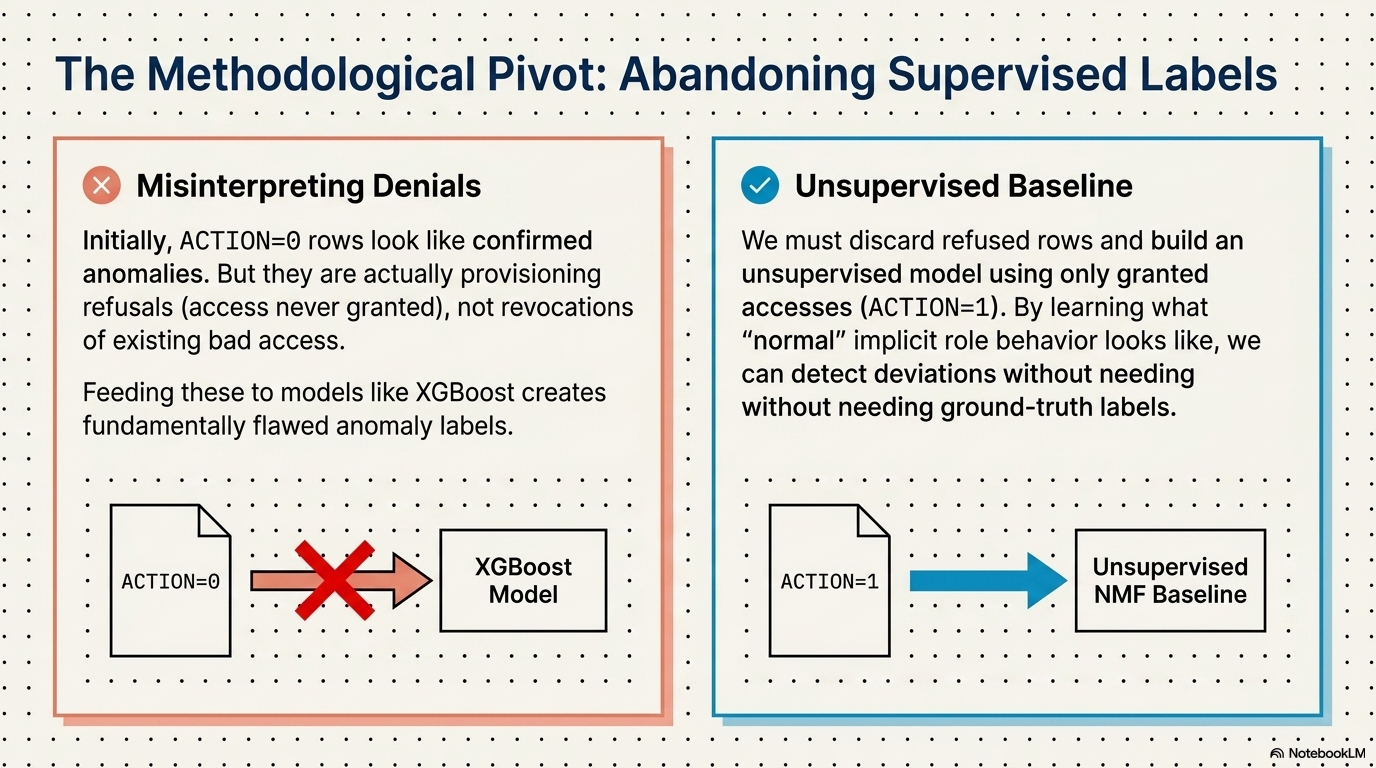 The Methodological Pivot: Abandoning Supervised Labels
Misinterpreting Denials
Initially, ACTION=0 rows look like confirmed
anomalies. But they are actually provisioning
refusals (access never granted), not revocations
of existing bad access.
Feeding these to models like XGBoost creates
fundamentally flawed anomaly labels.
ACTION=0
XGBoost
Model
Unsupervised Baseline
We must discard refused rows and build an
unsupervised model using only granted
accesses (ACTION=1). By learning what
“normal” implicit role behavior looks like, we
can detect deviations without needing
without needing ground-truth labels.
ACTION=1
Unsupervised
NMF Baseline
NotebookLM